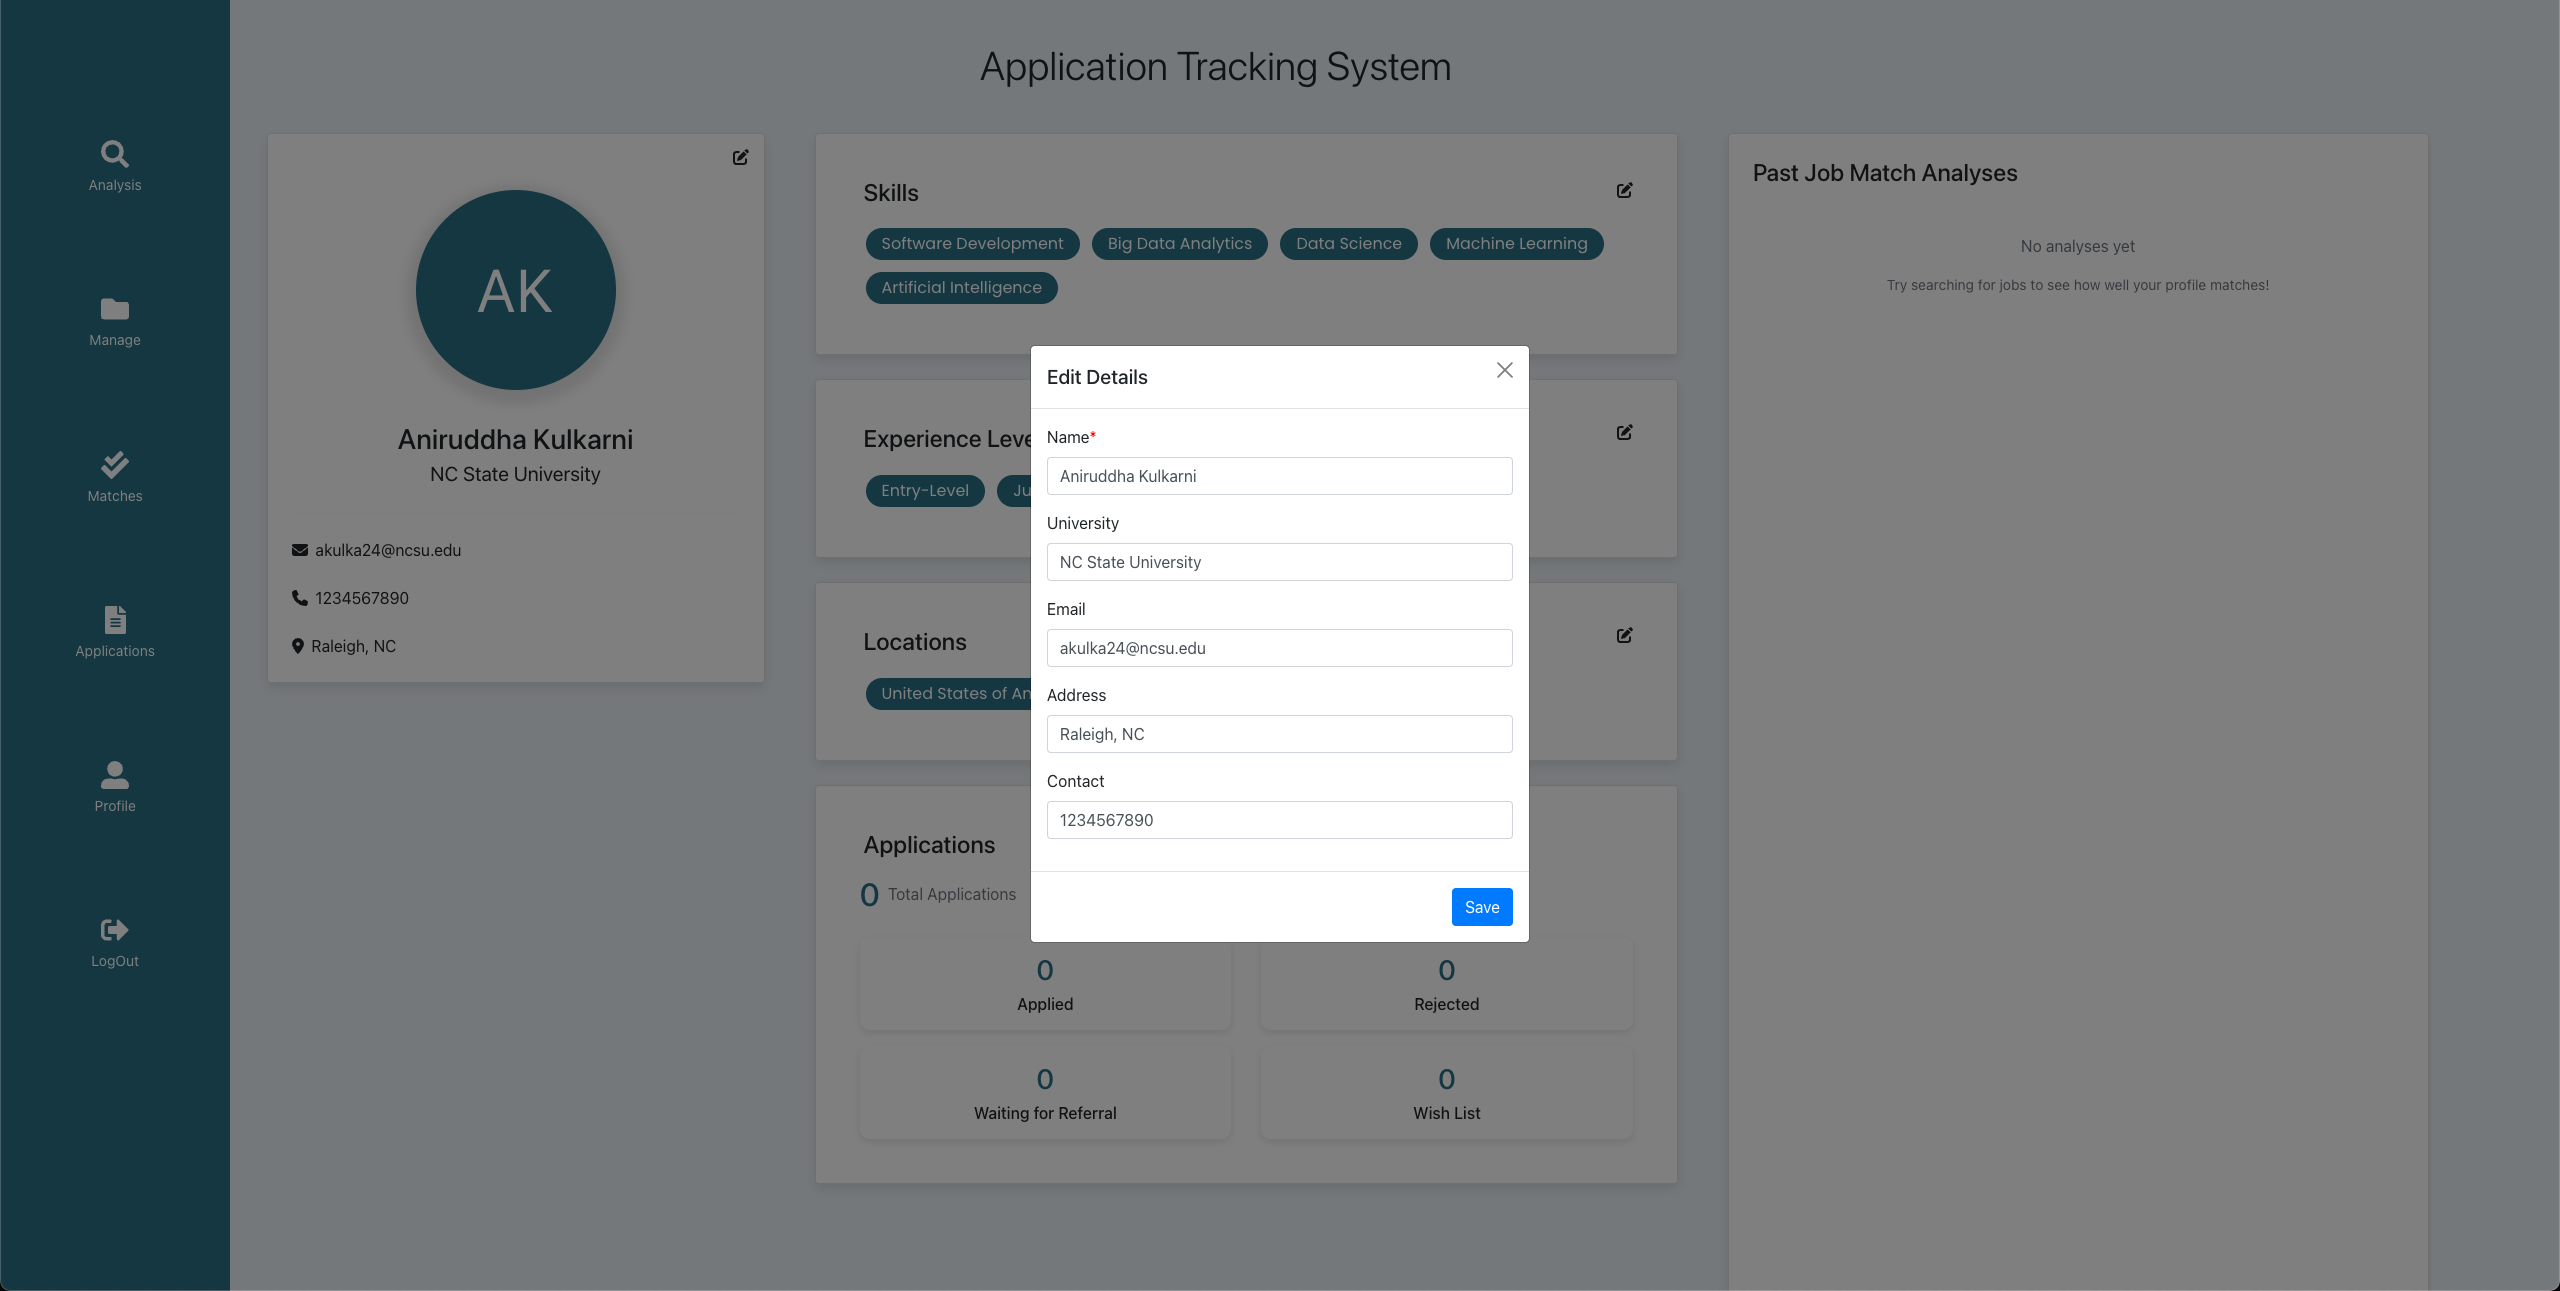 Application Tracking System
Analysis
Manage
Matches
Applications
Profile
LogOut
AK
Aniruddha Kulkarni
NC State University
akulka24@ncsu.edu
1234567890
Raleigh, NC
Skills
Software Development Big Data Analytics Data Science Machine Learning
Artificial Intelligence
Experience Leve
Entry-Level Ju
Locations
United States of Am
Applications
0 Total Applications
0
Applied
0
Rejected
0
Waiting for Referral
0
Wish List
Past Job Match Analyses
No analyses yet
Try searching for jobs to see how well your profile matches!
Edit Details
Name*
Aniruddha Kulkarni
University
NC State University
Email
akulka24@ncsu.edu
Address
Raleigh, NC
Contact
1234567890
Save